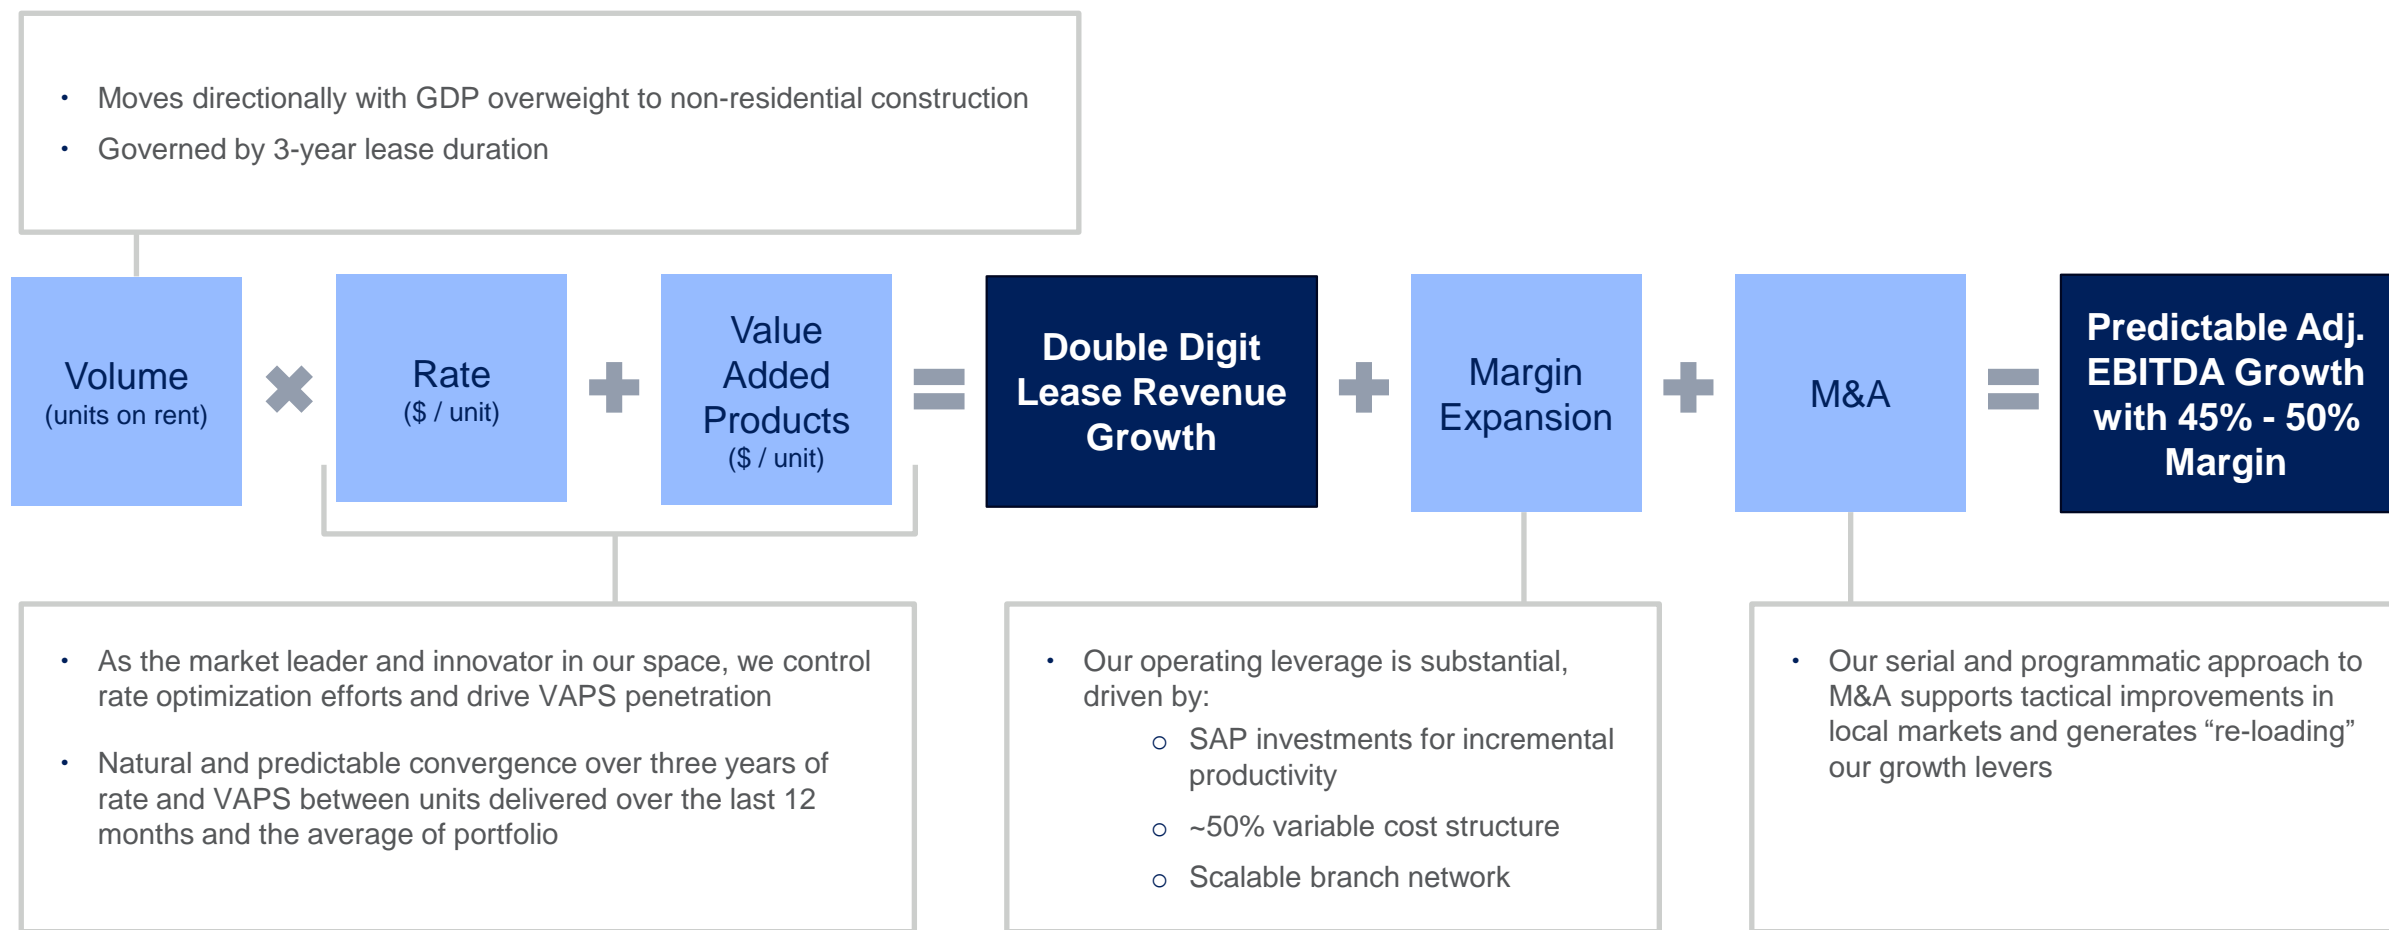 • Moves directionally with GDP overweight to non-residential construction
• Governed by 3-year lease duration
Volume
(units on rent)
Rate
($ / unit)
Value
Added
Products
($ / unit)
Double Digit
Lease Revenue
Growth
Margin
Expansion
M&A
Predictable Adj.
EBITDA Growth
with 45% - 50%
Margin
• As the market leader and innovator in our space, we control
rate optimization efforts and drive VAPS penetration
• Natural and predictable convergence over three years of
rate and VAPS between units delivered over the last 12
months and the average of portfolio
• Our operating leverage is substantial,
driven by:
o SAP investments for incremental
productivity
o ~50% variable cost structure
o Scalable branch network
• Our serial and programmatic approach to
M&A supports tactical improvements in
local markets and generates “re-loading”
our growth levers